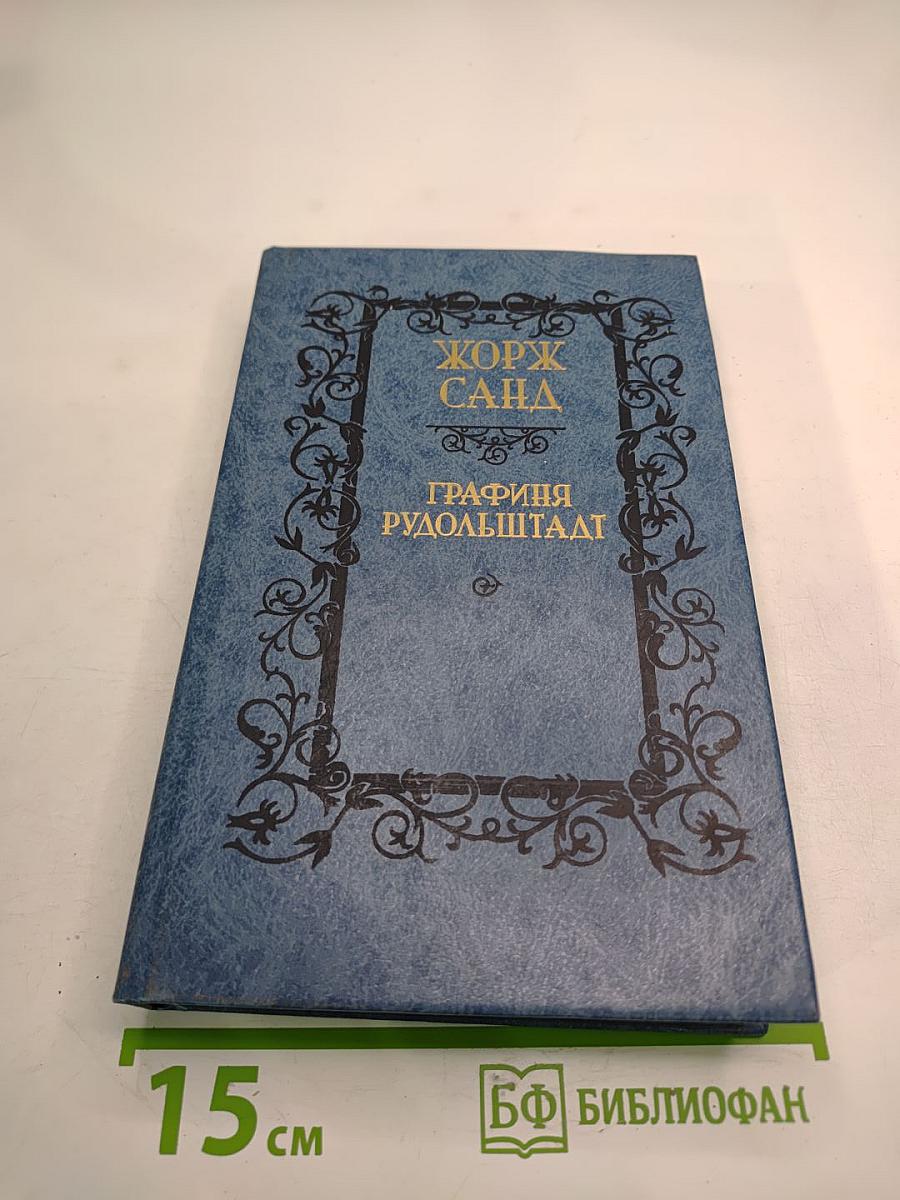 ЖОРЖ
САНД
ГРАФИНЯ
РУДОЛЬШТАДТ
15 см
БФ БИБЛИОФАН